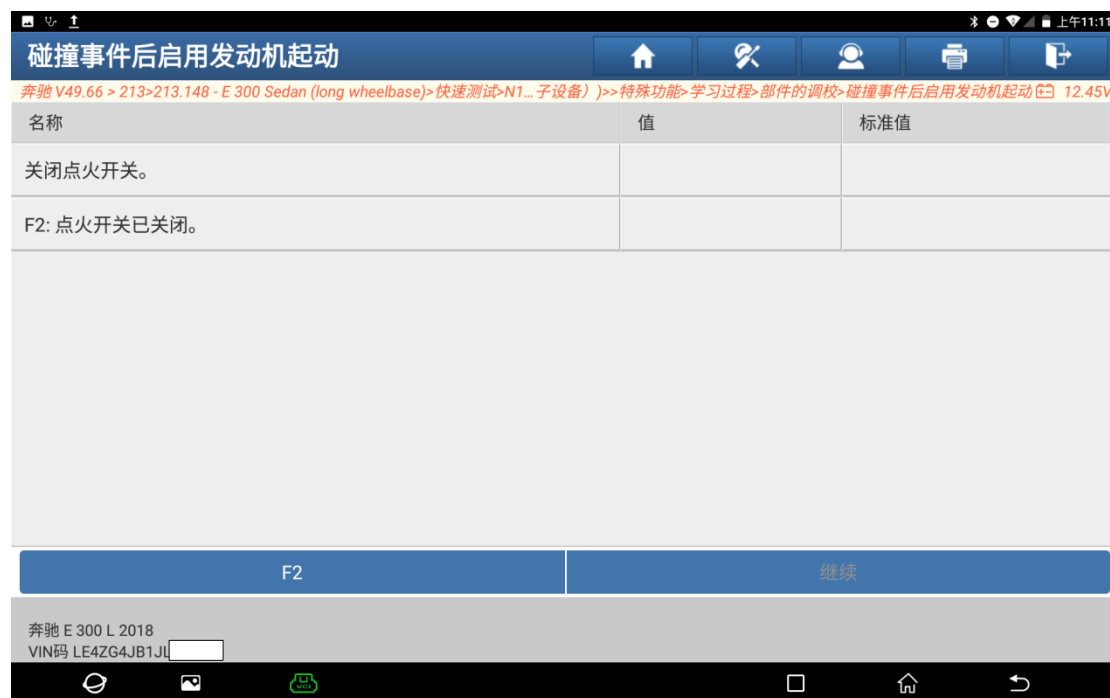 上午11:11
碰撞事件后启用发动机起动
奔驰 V49.66 > 213>213.148 - E 300 Sedan (long wheelbase)>快速测试>N1...子设备）)>>特殊功能>学习过程>部件的调校>碰撞事件后启用发动机起动 12.45V
名称 值 标准值
关闭点火开关。
F2: 点火开关已关闭。
F2 继续
奔驰 E 300 L 2018
VIN码 LE4ZG4JB1JL
VCI